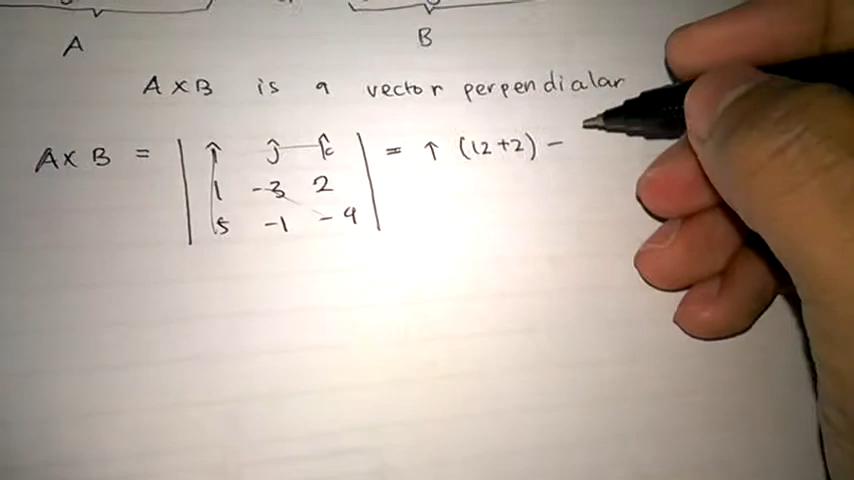 A B
A x B is a vector perpendialar
A x B = | î ĵ k̂ | = î (12+2) -
1 -3 2
5 -1 -4